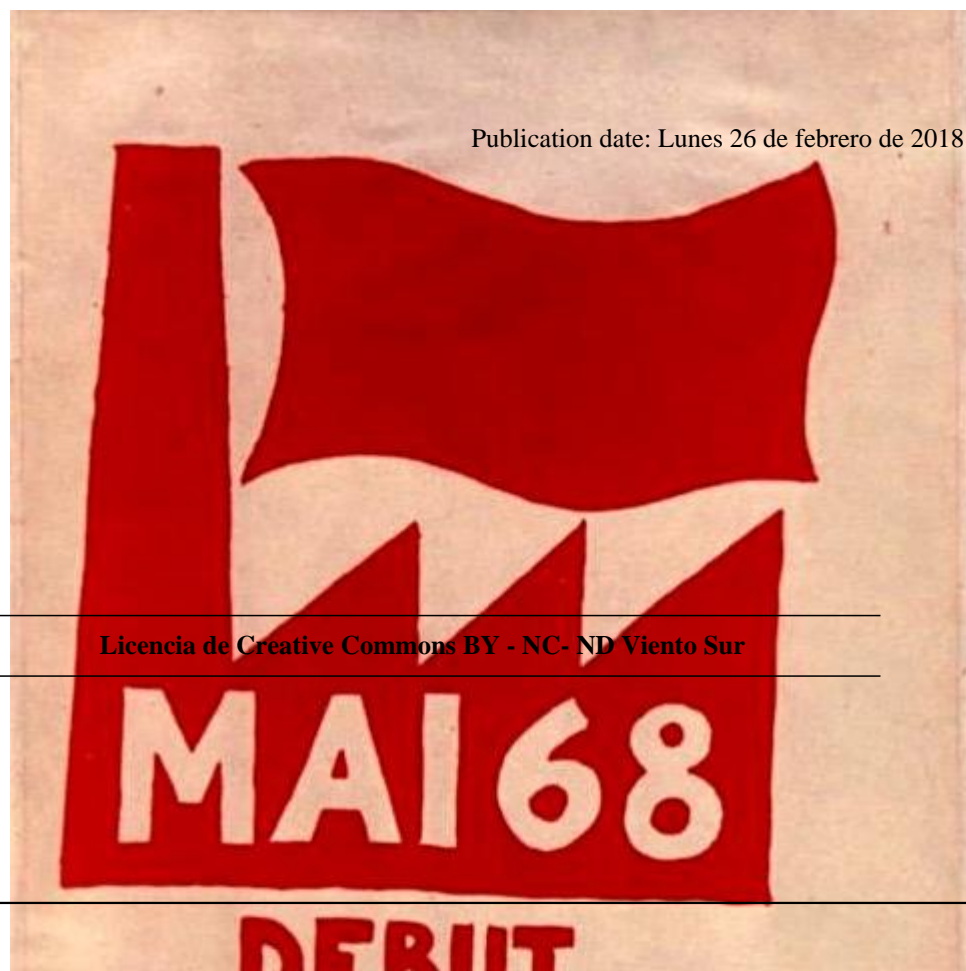 Publication date: Lunes 26 de febrero de 2018
Licencia de Creative Commons BY - NC- ND Viento Sur
MAI 68
DEBUT